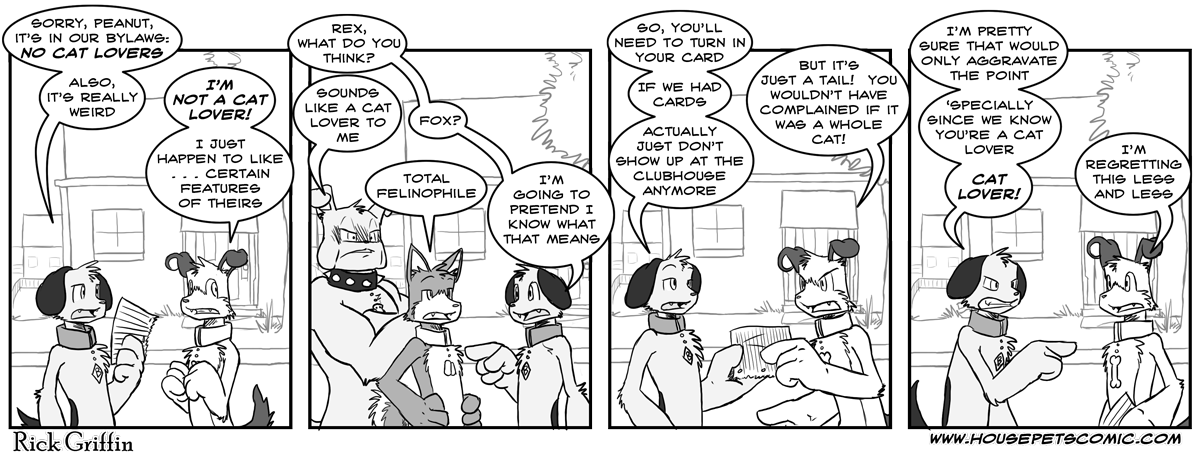 SORRY, PEANUT,
IT'S IN OUR BYLAWS:
NO CAT LOVERS
ALSO,
IT'S REALLY
WEIRD
I'M
NOT A CAT
LOVER!
I JUST
HAPPEN TO LIKE
. . . CERTAIN
FEATURES
OF THEIRS
REX,
WHAT DO YOU
THINK?
SOUNDS
LIKE A CAT
LOVER TO
ME
FOX?
TOTAL
FELINOPHILE
I'M
GOING TO
PRETEND I
KNOW WHAT
THAT MEANS
SO, YOU'LL
NEED TO TURN IN
YOUR CARD
IF WE HAD
CARDS
ACTUALLY
JUST DON'T
SHOW UP AT THE
CLUBHOUSE
ANYMORE
BUT IT'S
JUST A TAIL! YOU
WOULDN'T HAVE
COMPLAINED IF IT
WAS A WHOLE
CAT!
I'M PRETTY
SURE THAT WOULD
ONLY AGGRAVATE
THE POINT
'SPECIALLY
SINCE WE KNOW
YOU'RE A CAT
LOVER
CAT
LOVER!
I'M
REGRETTING
THIS LESS
AND LESS
Rick Griffin
WWW.HOUSEPETSCOMIC.COM